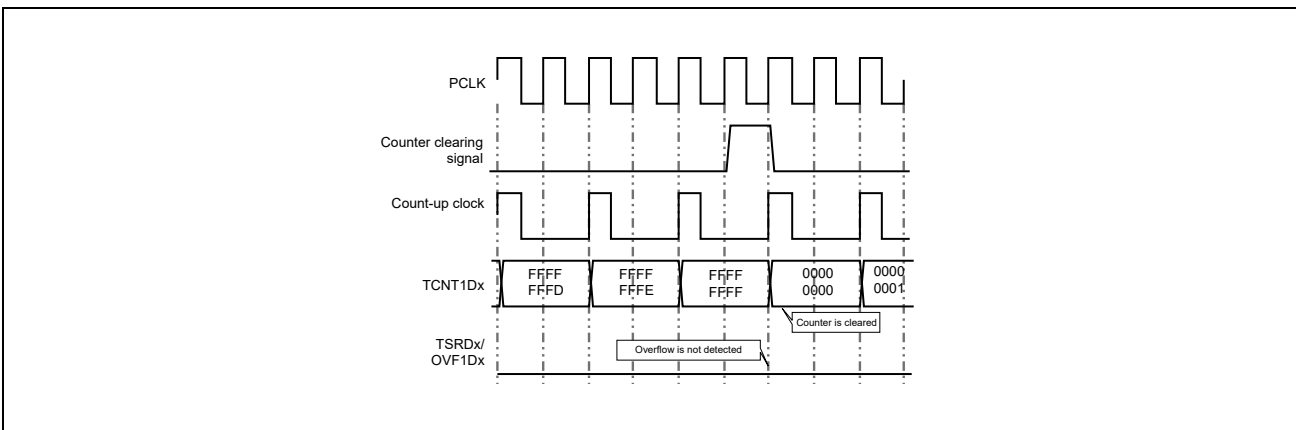 PCLK
Counter clearing
signal
Count-up clock
TCNT1Dx
FFFF
FFFD
FFFF
FFFE
FFFF
FFFF
0000
0000
0000
0001
Counter is cleared
TSRDx/
OVF1Dx
Overflow is not detected